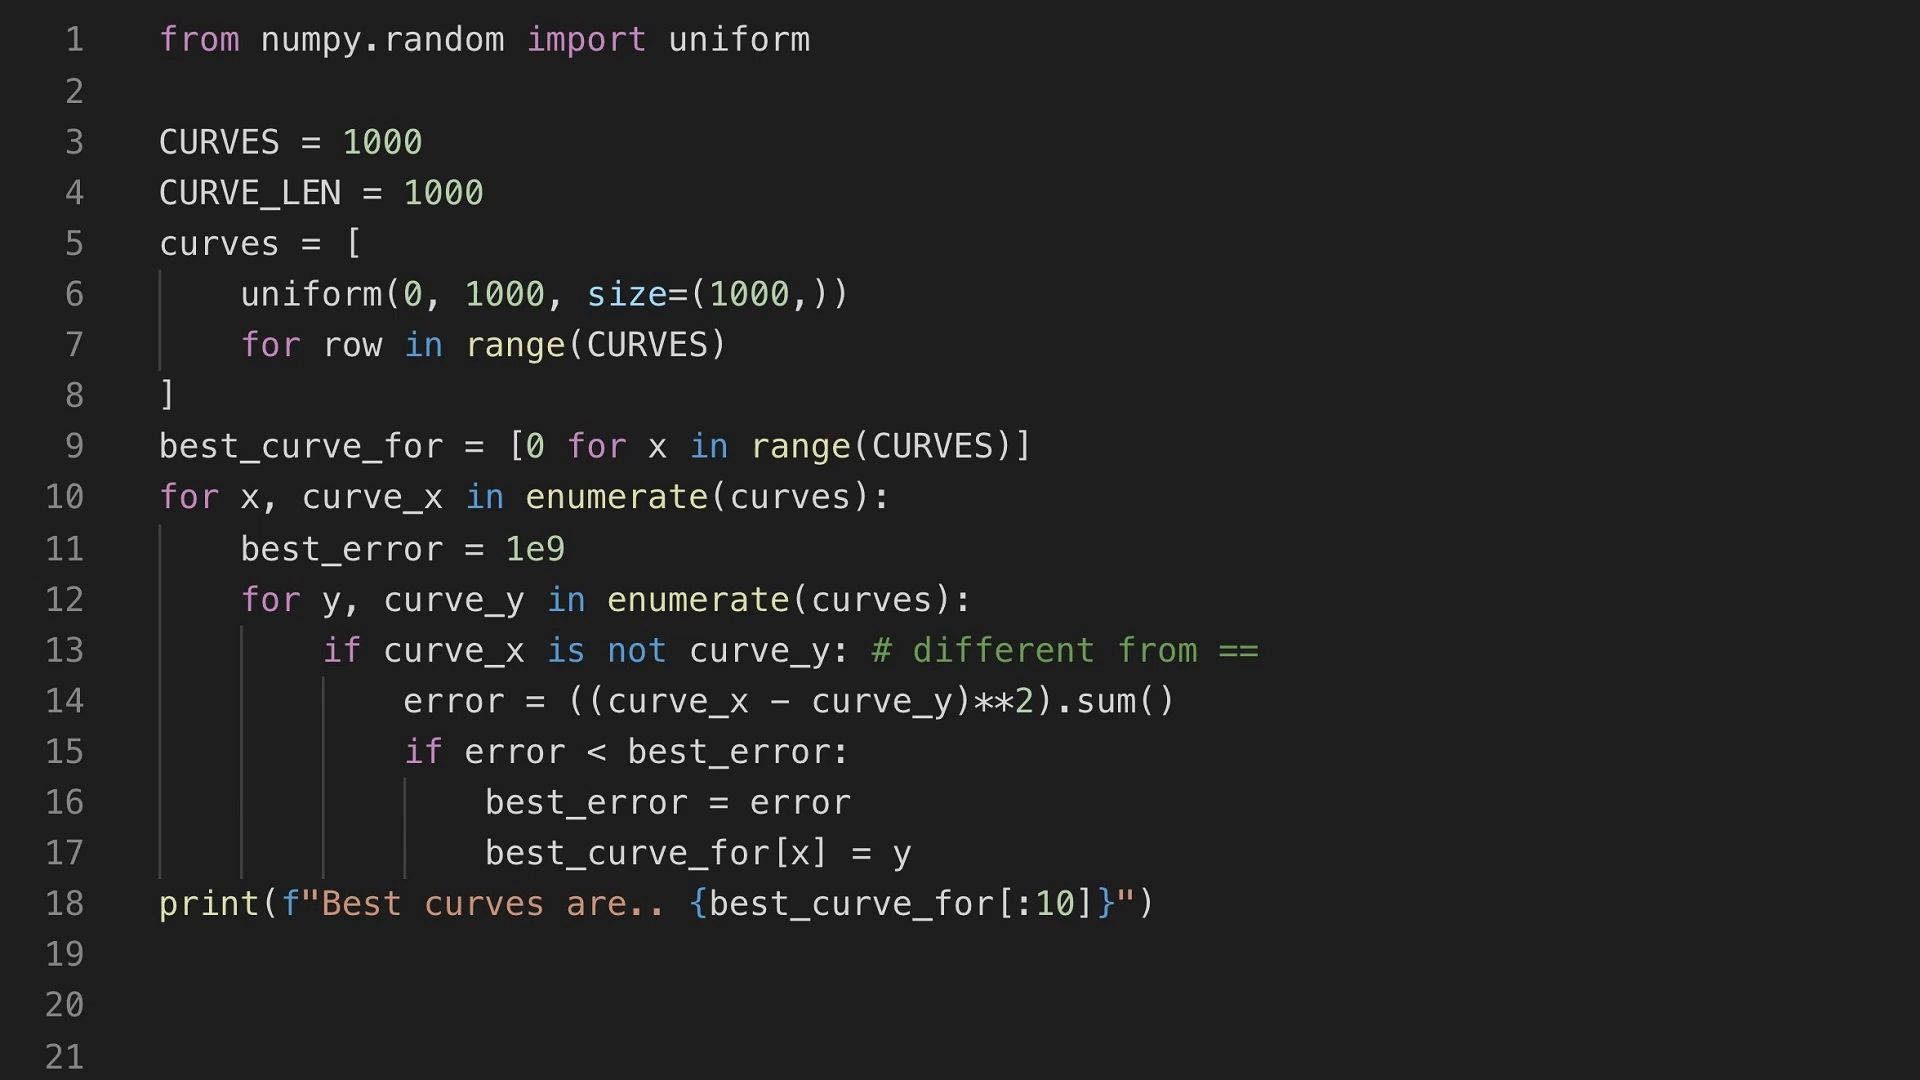 1 from numpy.random import uniform
2
3 CURVES = 1000
4 CURVE_LEN = 1000
5 curves = [
6     uniform(0, 1000, size=(1000,))
7     for row in range(CURVES)
8 ]
9 best_curve_for = [0 for x in range(CURVES)]
10 for x, curve_x in enumerate(curves):
11     best_error = 1e9
12     for y, curve_y in enumerate(curves):
13         if curve_x is not curve_y: # different from ==
14             error = ((curve_x - curve_y)**2).sum()
15             if error < best_error:
16                 best_error = error
17                 best_curve_for[x] = y
18 print(f"Best curves are.. {best_curve_for[:10]}")
19
20
21